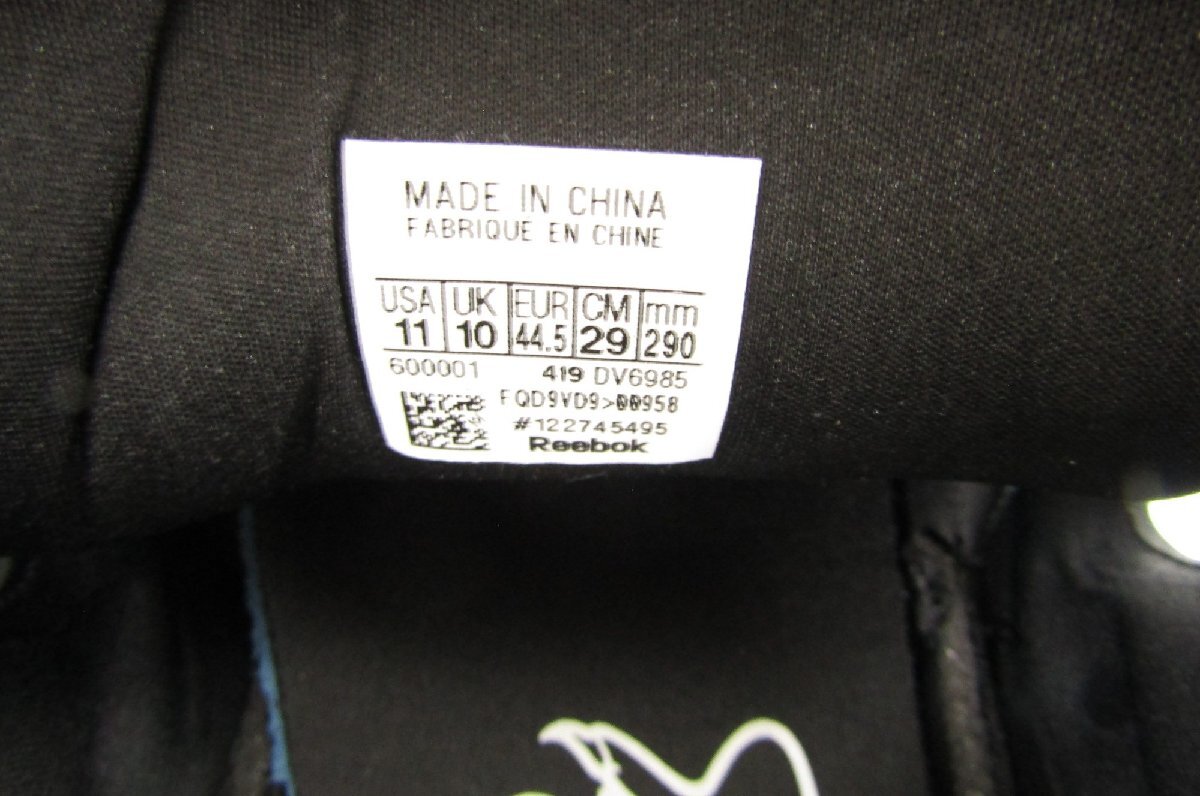 MADE IN CHINA
FABRIQUE EN CHINE
USA UK EUR CM mm
11 10 44.5 29 290
600001 419 DV6985
FQD9VD9>00958
#122745495
Reebok